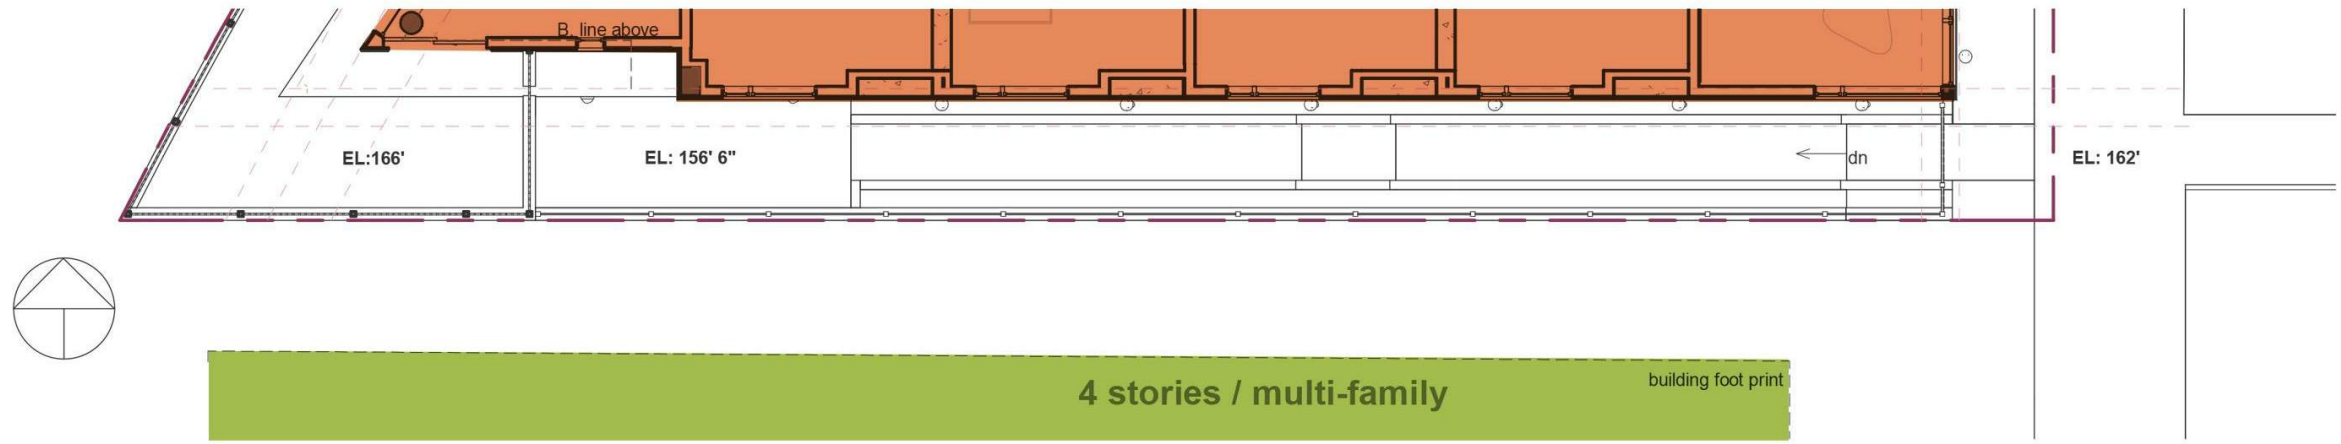 B. line above
EL:166'
EL: 156' 6"
dn
EL: 162'
4 stories / multi-family
building foot print